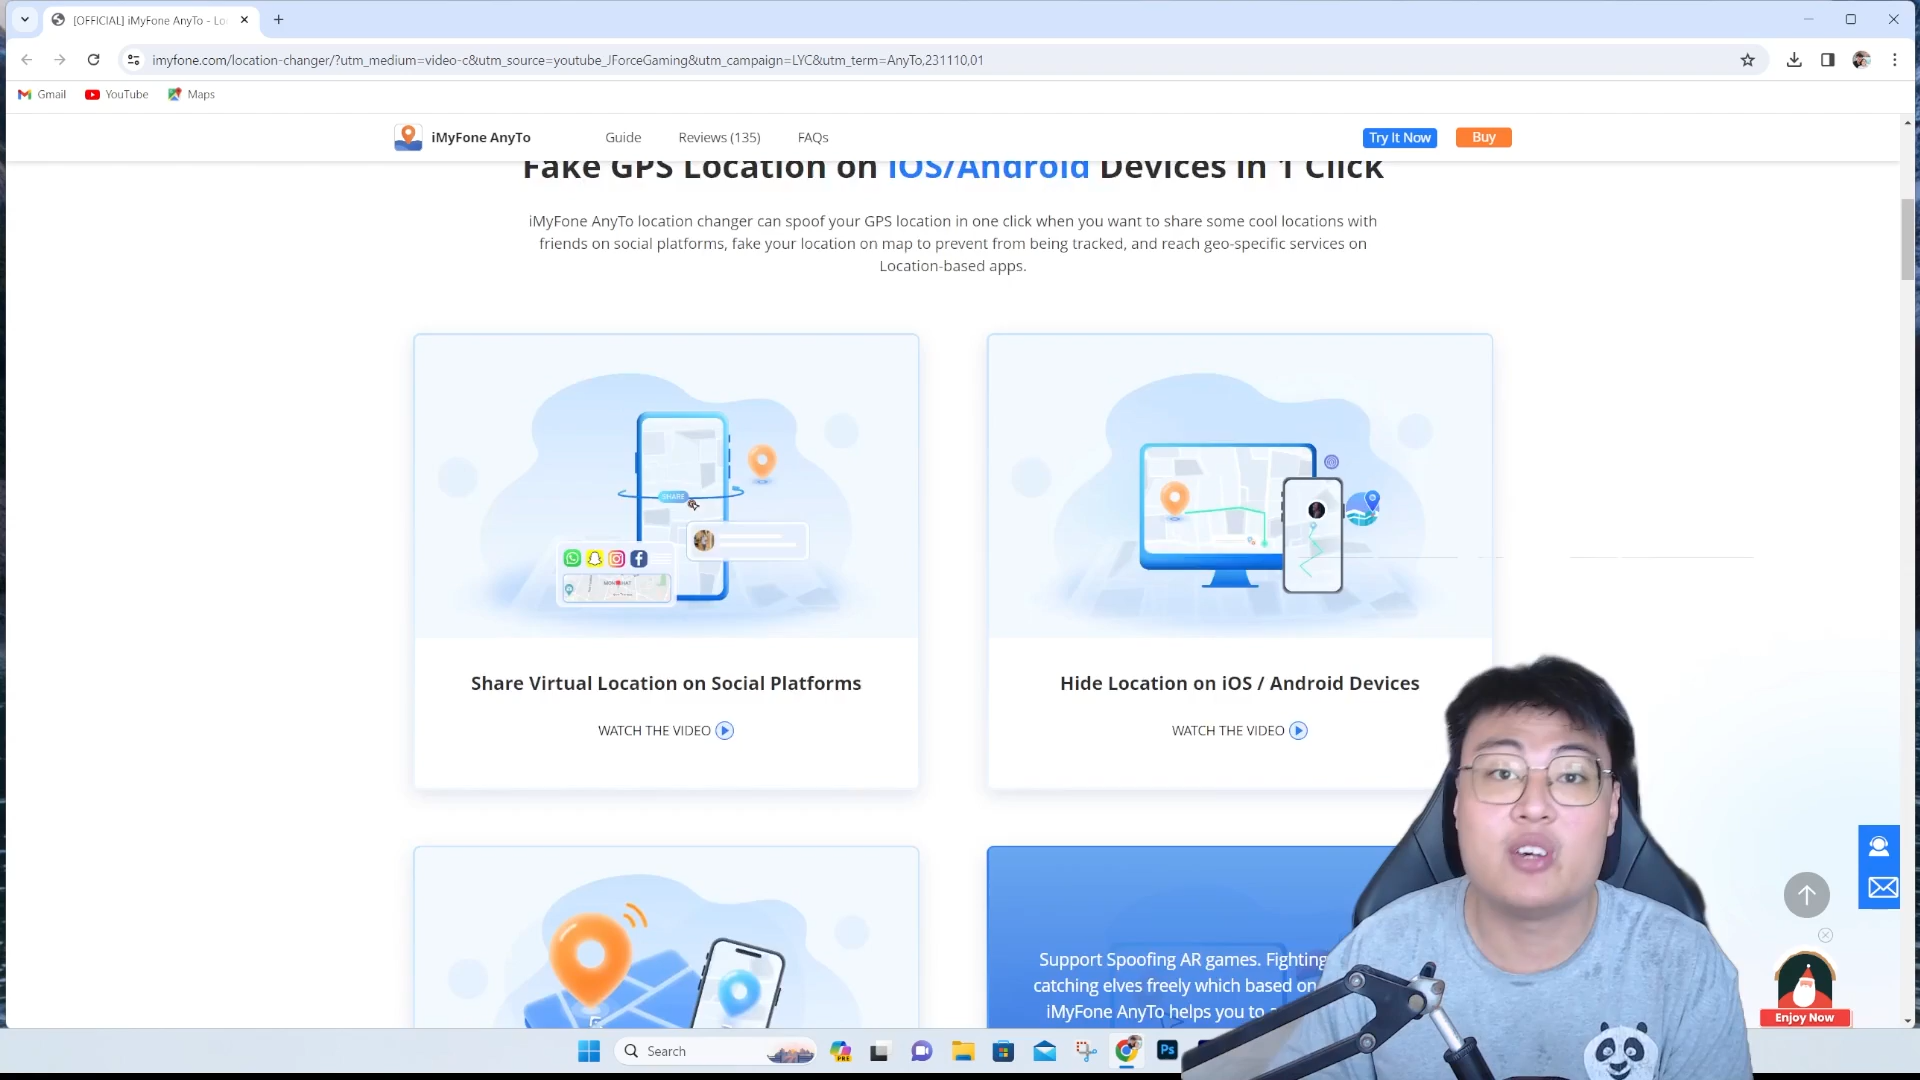 [OFFICIAL] iMyFone AnyTo - Lo
imyfone.com/location-changer/?utm_medium=video-c&utm_source=youtube_JForceGaming&utm_campaign=LYC&utm_term=AnyTo,231110,01
Gmail YouTube Maps
iMyFone AnyTo Guide Reviews (135) FAQs Try It Now Buy
Fake GPS Location on iOS/Android Devices in 1 Click
iMyFone AnyTo location changer can spoof your GPS location in one click when you want to share some cool locations with
friends on social platforms, fake your location on map to prevent from being tracked, and reach geo-specific services on
Location-based apps.
SHARE
Share Virtual Location on Social Platforms
WATCH THE VIDEO
Hide Location on iOS / Android Devices
WATCH THE VIDEO
Support Spoofing AR games. Fighting
catching elves freely which based on
iMyFone AnyTo helps you to
Enjoy Now
Search
PRE
Ps